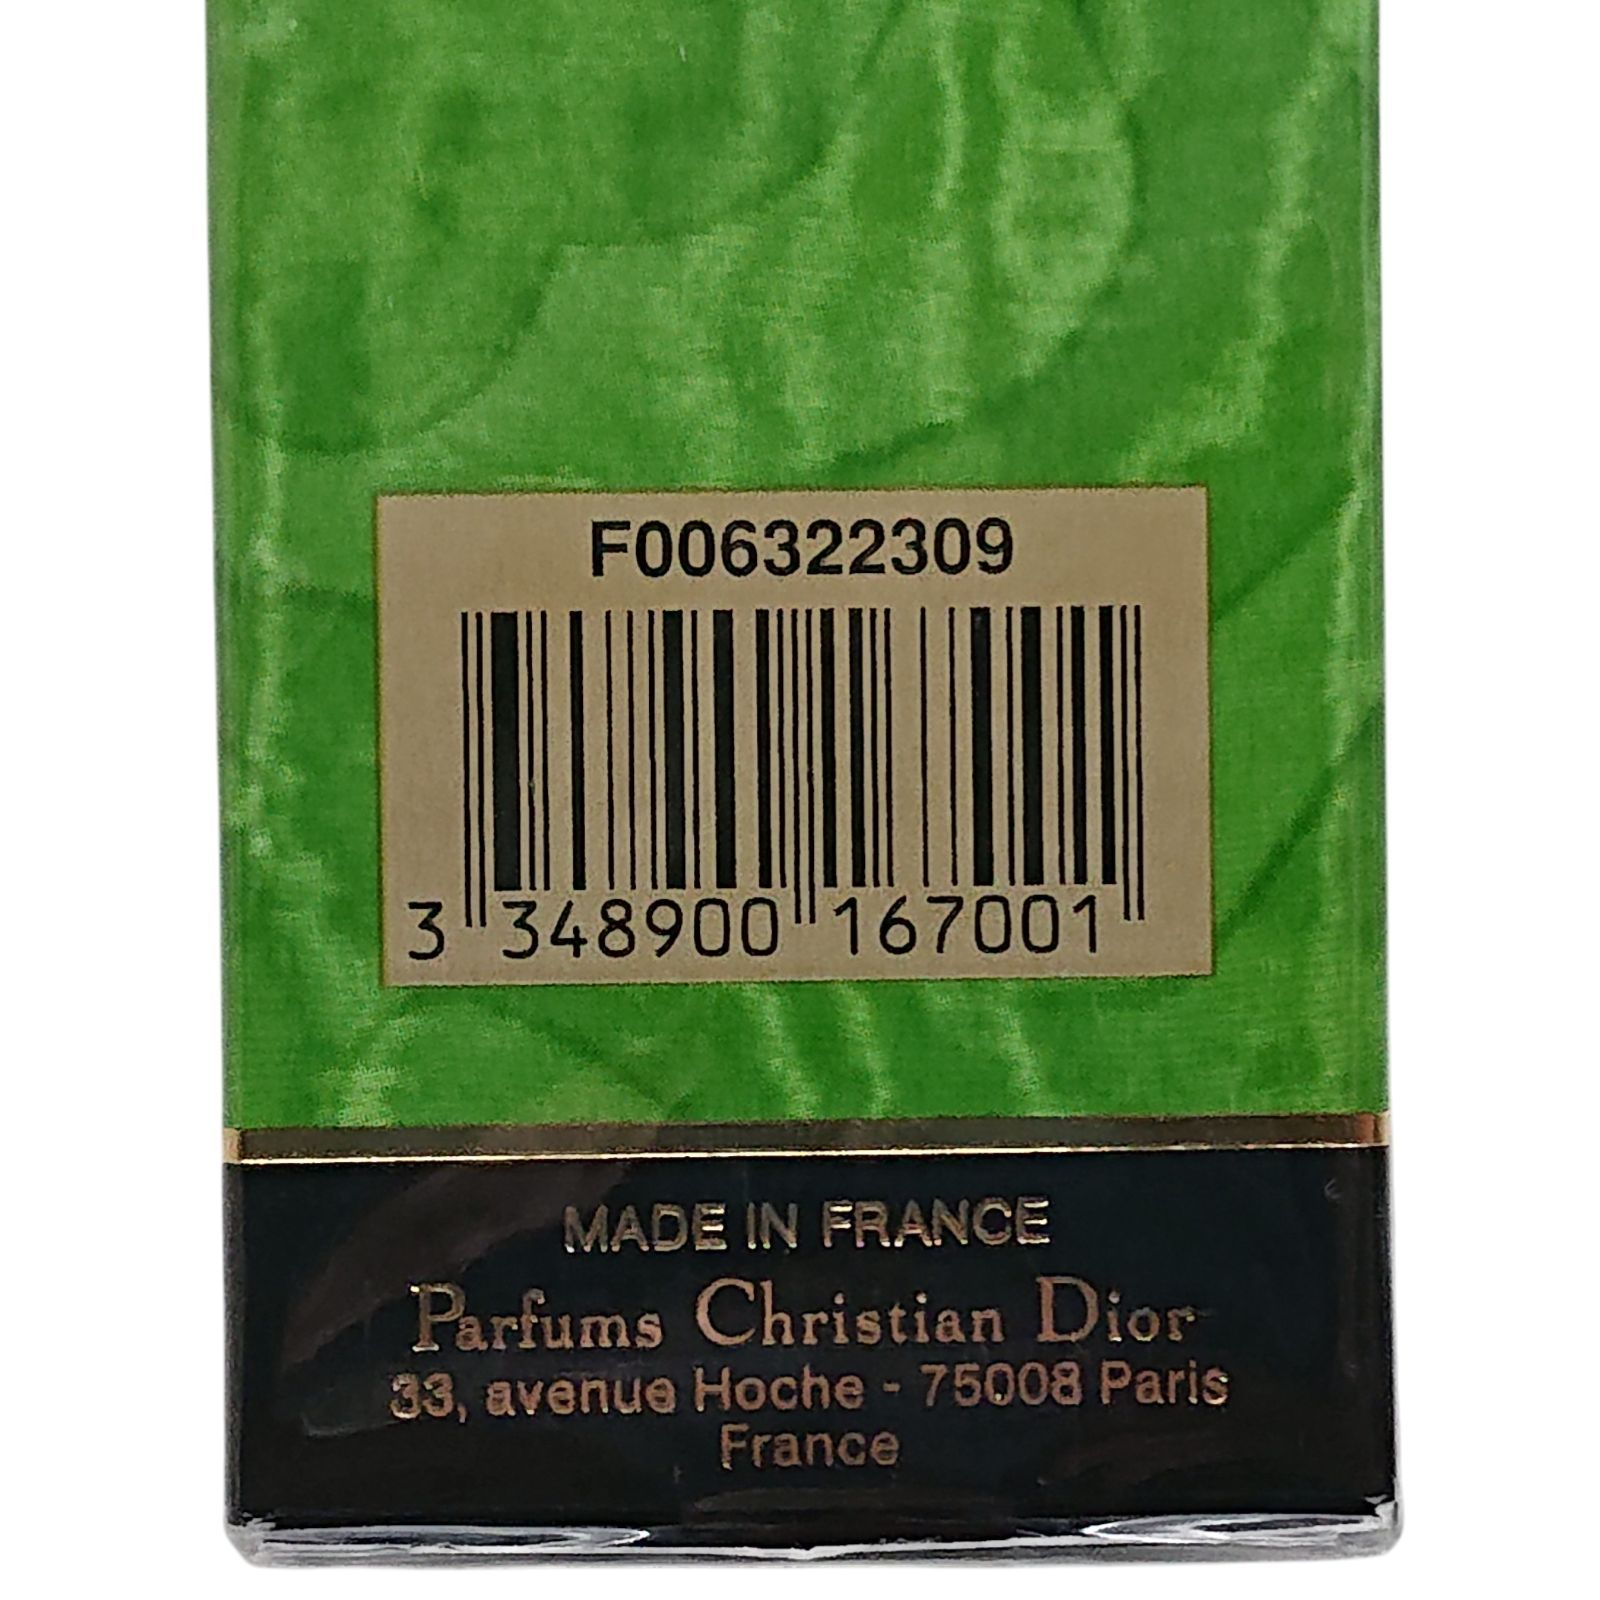 F006322309
3 348900 167001
MADE IN FRANCE
Parfums Christian Dior
33, avenue Hoche - 75008 Paris
France